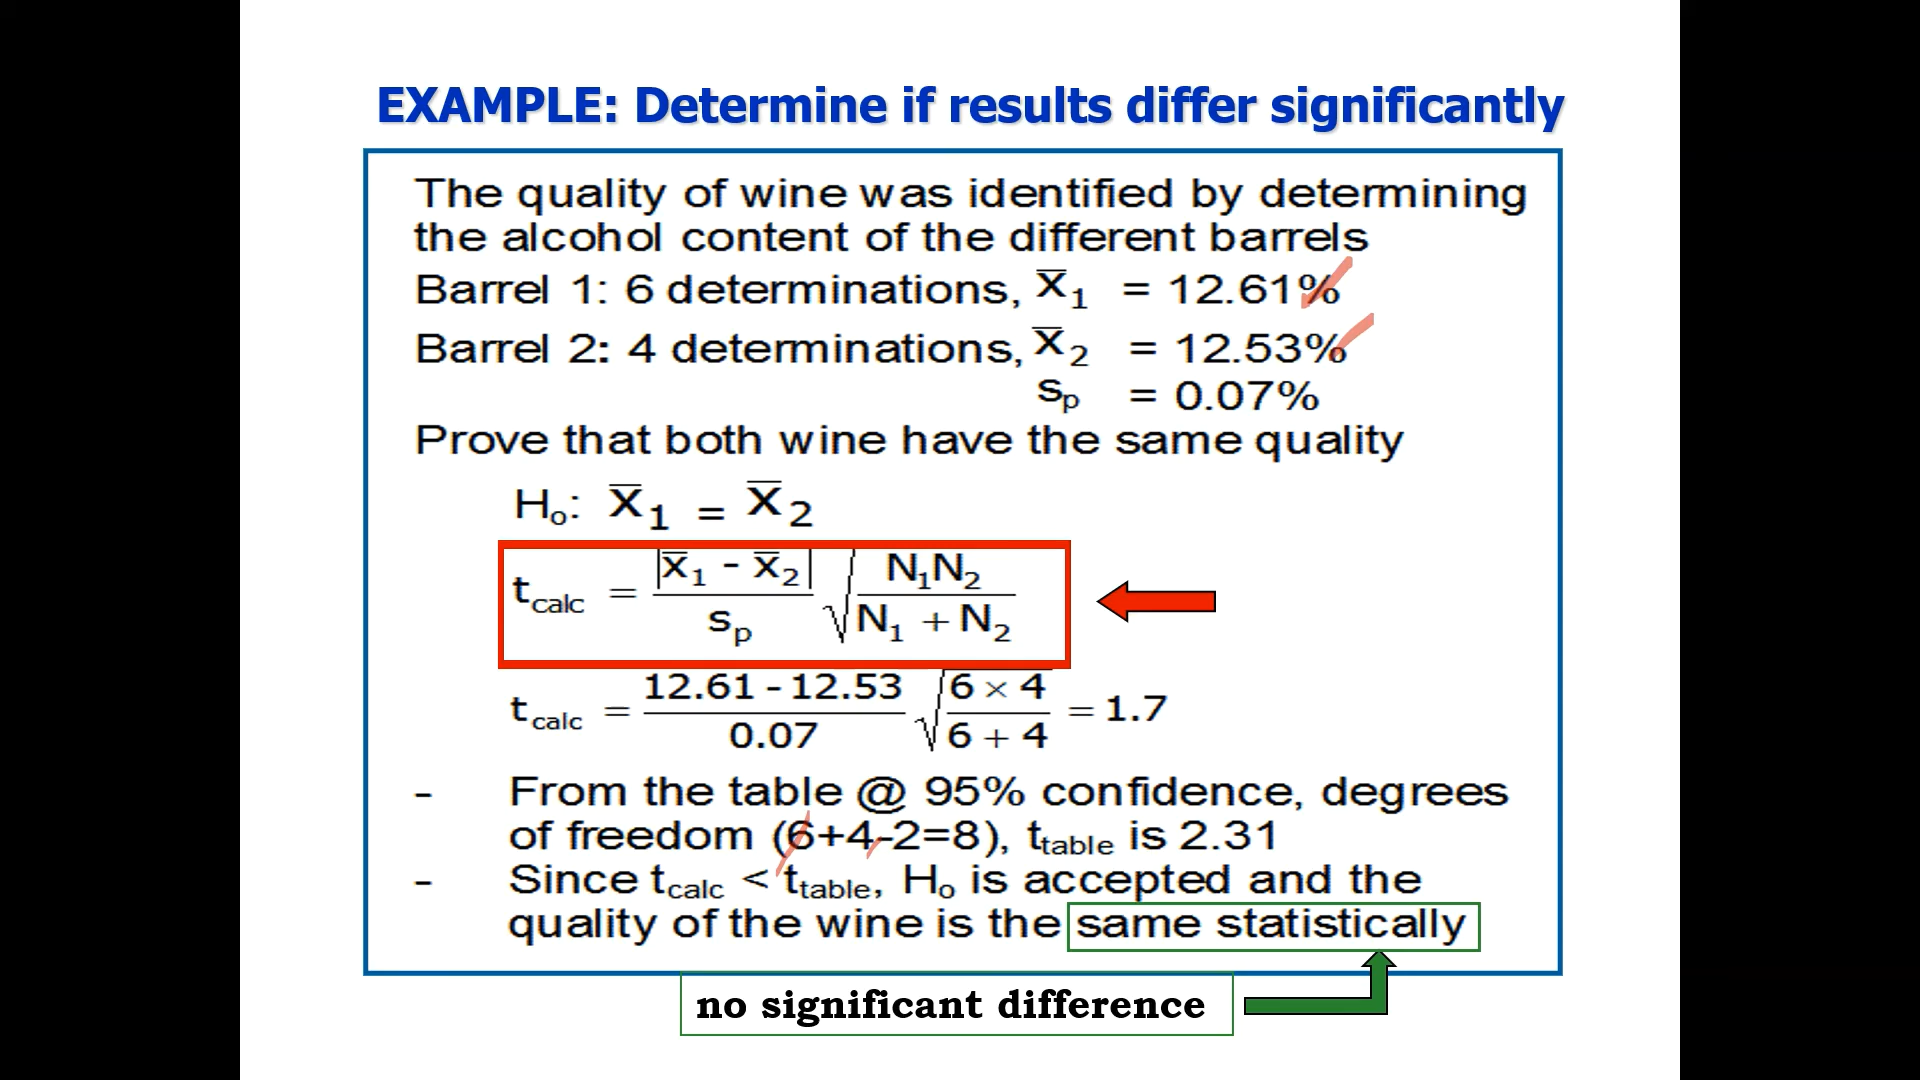 EXAMPLE: Determine if results differ significantly
The quality of wine was identified by determining
the alcohol content of the different barrels
Barrel 1: 6 determinations, x̅₁ = 12.61%
Barrel 2: 4 determinations, x̅₂ = 12.53%
sₚ = 0.07%
Prove that both wine have the same quality
Hₒ: x̅₁ = x̅₂
t_calc = |x̅₁ - x̅₂| / sₚ √(N₁N₂ / N₁ + N₂)
t_calc = 12.61 - 12.53 / 0.07 √(6 × 4 / 6 + 4) = 1.7
- From the table @ 95% confidence, degrees
of freedom (6+4-2=8), t_table is 2.31
- Since t_calc < t_table, Hₒ is accepted and the
quality of the wine is the same statistically
no significant difference